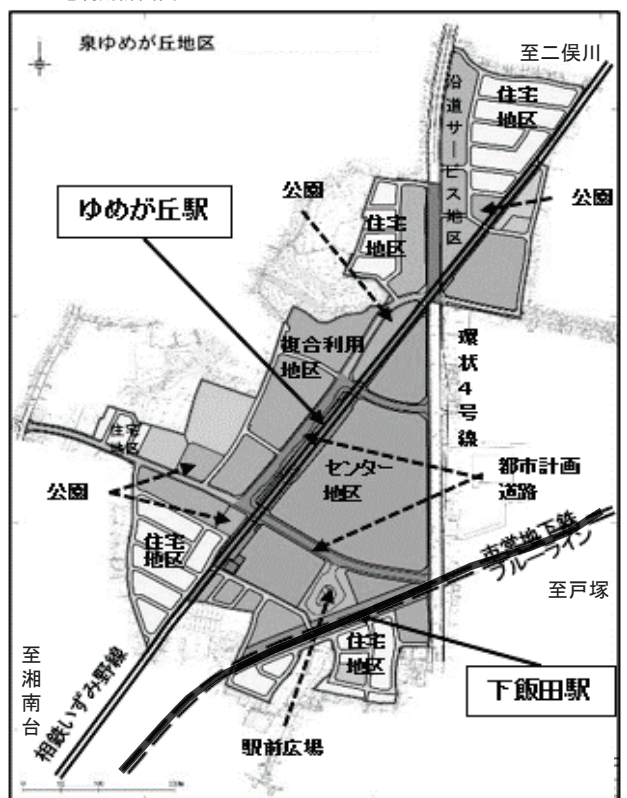 泉ゆめが丘地区
至二俣川
住宅
地区
沿道サービス地区
公園
公園
ゆめが丘駅
住宅
地区
複合利用
地区
環状4号線
住宅
地区
センター
地区
都市計画
道路
公園
住宅
地区
市営地下鉄
ブルーライン
至戸塚
住宅
地区
至湘南台
相鉄いずみ野線
下飯田駅
駅前広場